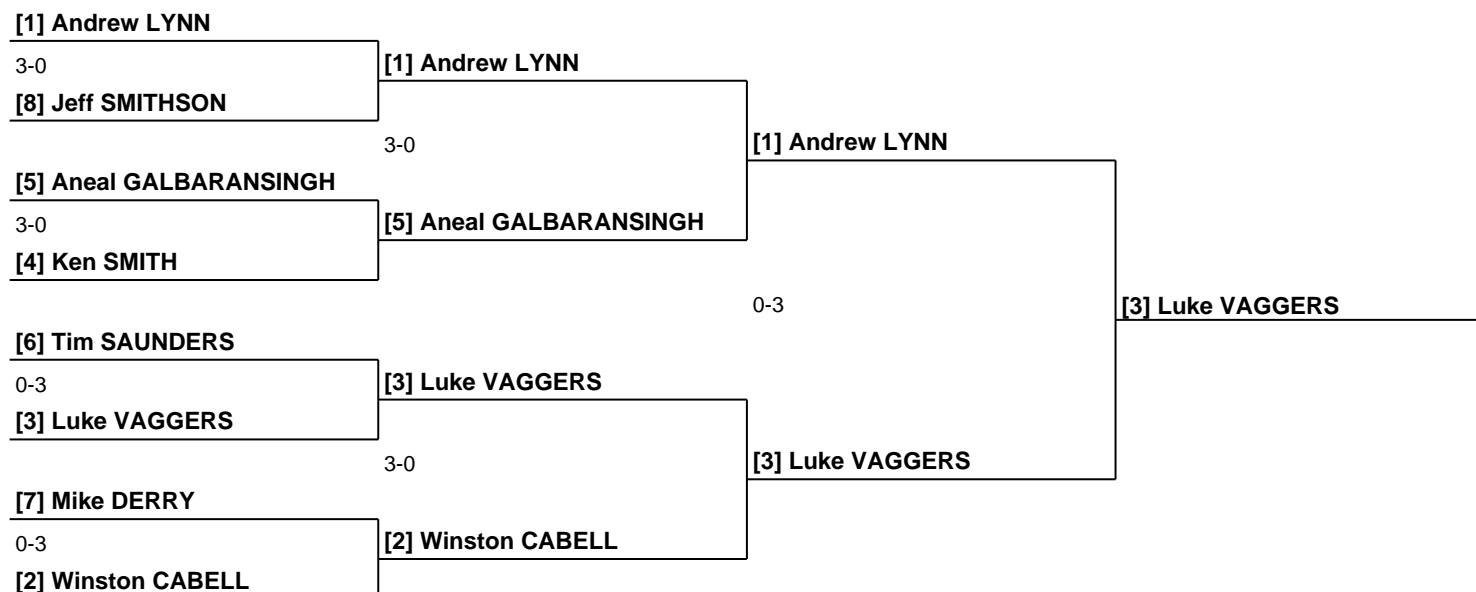 [1] Andrew LYNN
3-0
[1] Andrew LYNN
[8] Jeff SMITHSON
3-0
[1] Andrew LYNN
[5] Aneal GALBARANSINGH
3-0
[5] Aneal GALBARANSINGH
[4] Ken SMITH
0-3
[3] Luke VAGGERS
[6] Tim SAUNDERS
0-3
[3] Luke VAGGERS
[3] Luke VAGGERS
3-0
[3] Luke VAGGERS
[7] Mike DERRY
0-3
[2] Winston CABELL
[2] Winston CABELL